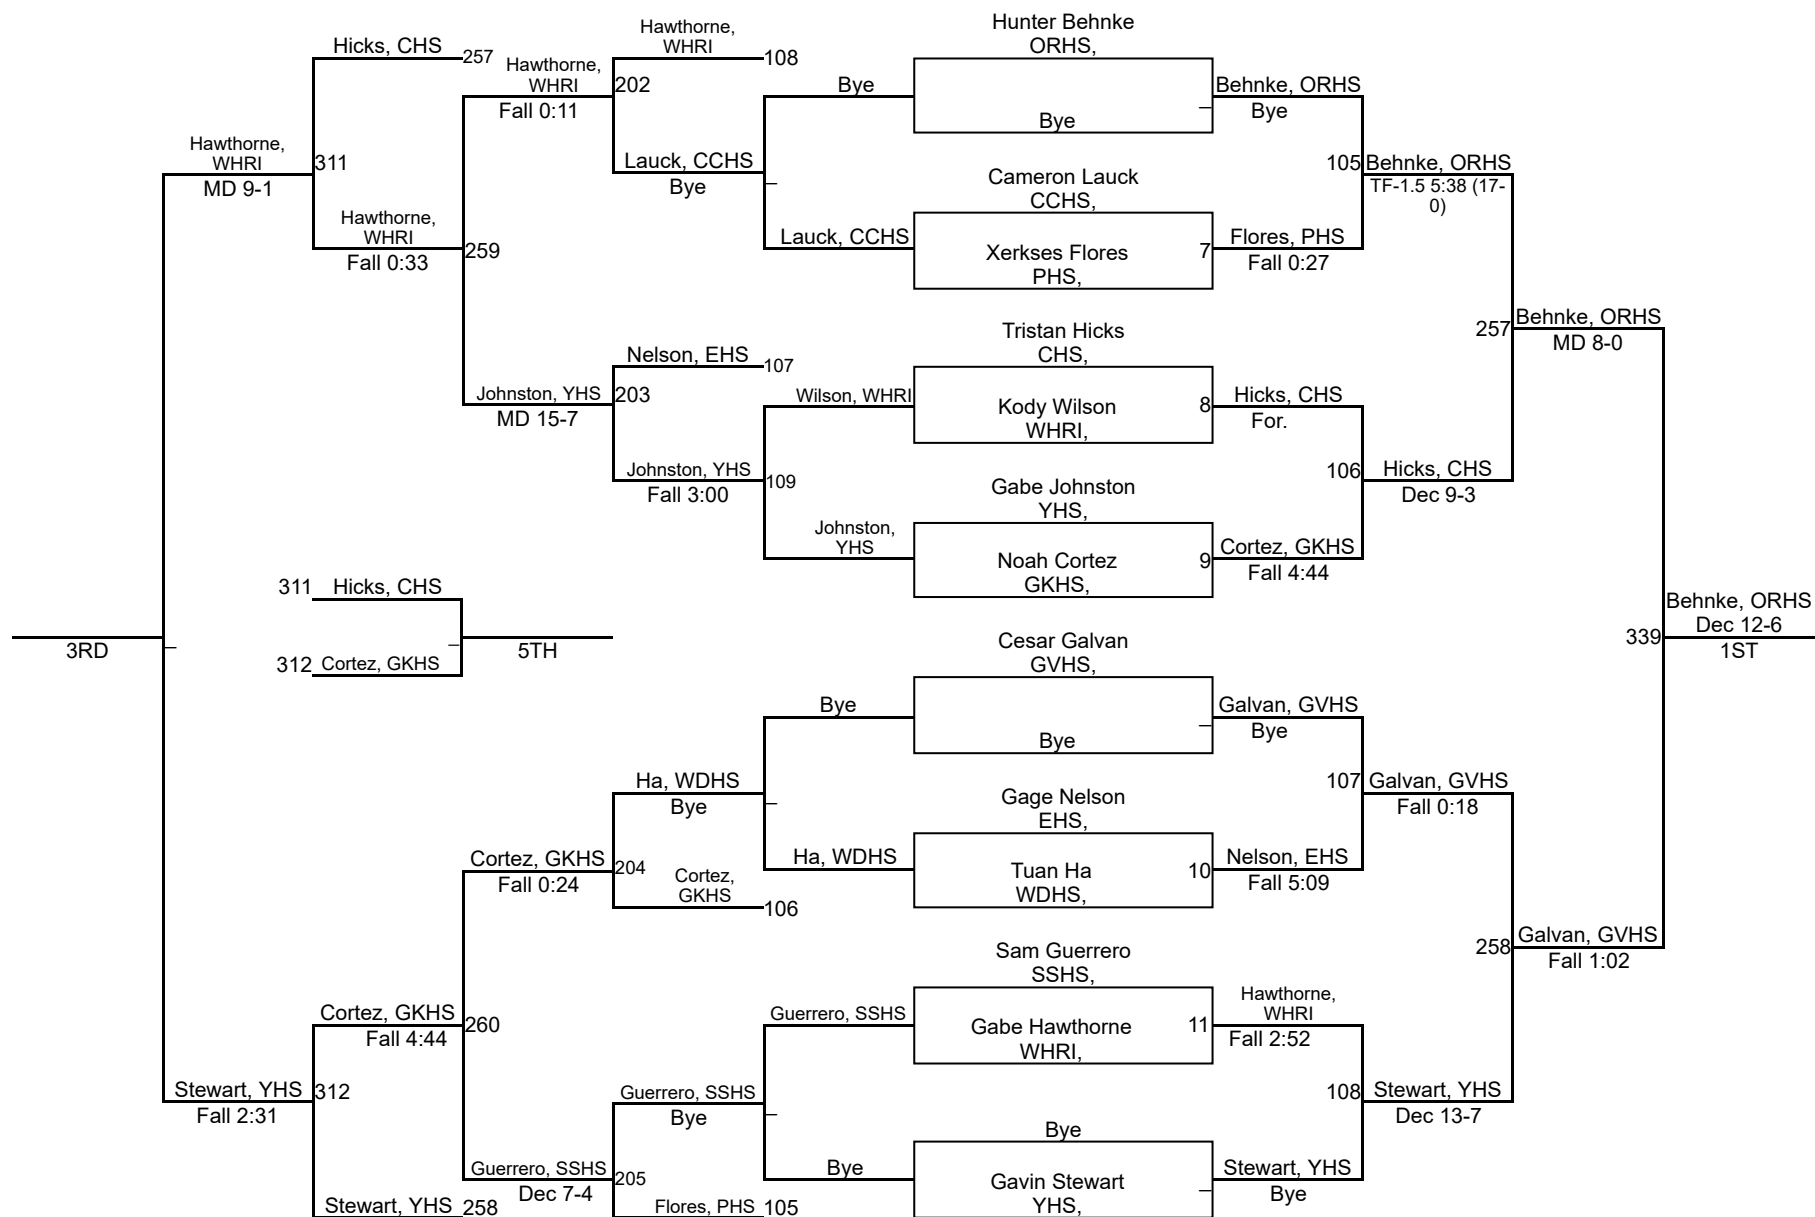 Hunter Behnke
ORHS,
Bye
Cameron Lauck
CCHS,
Xerkses Flores
PHS,
7
Tristan Hicks
CHS,
Kody Wilson
WHRI,
8
Gabe Johnston
YHS,
Noah Cortez
GKHS,
9
Cesar Galvan
GVHS,
Bye
Gage Nelson
EHS,
Tuan Ha
WDHS,
10
Sam Guerrero
SSHS,
Gabe Hawthorne
WHRI,
11
Bye
Gavin Stewart
YHS,
Behnke, ORHS
Bye
Flores, PHS
Fall 0:27
Hicks, CHS
For.
Cortez, GKHS
Fall 4:44
Galvan, GVHS
Bye
Nelson, EHS
Fall 5:09
Hawthorne,
WHRI
Fall 2:52
Stewart, YHS
Bye
105
Behnke, ORHS
TF-1.5 5:38 (17-
0)
106
Hicks, CHS
Dec 9-3
107
Galvan, GVHS
Fall 0:18
108
Stewart, YHS
Dec 13-7
257
Behnke, ORHS
MD 8-0
258
Galvan, GVHS
Fall 1:02
339
Behnke, ORHS
Dec 12-6
1ST
Bye
Lauck, CCHS
Wilson, WHRI
Johnston,
YHS
Bye
Ha, WDHS
Guerrero, SSHS
Bye
Hawthorne,
WHRI
108
Lauck, CCHS
Bye
Nelson, EHS
107
Johnston, YHS
109
Fall 3:00
Ha, WDHS
Bye
Cortez,
GKHS
106
Guerrero, SSHS
Bye
Flores, PHS
105
Hawthorne,
WHRI
202
Fall 0:11
Johnston, YHS
203
MD 15-7
Cortez, GKHS
204
Fall 0:24
Guerrero, SSHS
205
Dec 7-4
Hicks, CHS
257
Hawthorne,
WHRI
259
Fall 0:33
Cortez, GKHS
260
Fall 4:44
Stewart, YHS
258
Hawthorne,
WHRI
311
MD 9-1
Stewart, YHS
312
Fall 2:31
3RD
311
Hicks, CHS
312
Cortez, GKHS
5TH